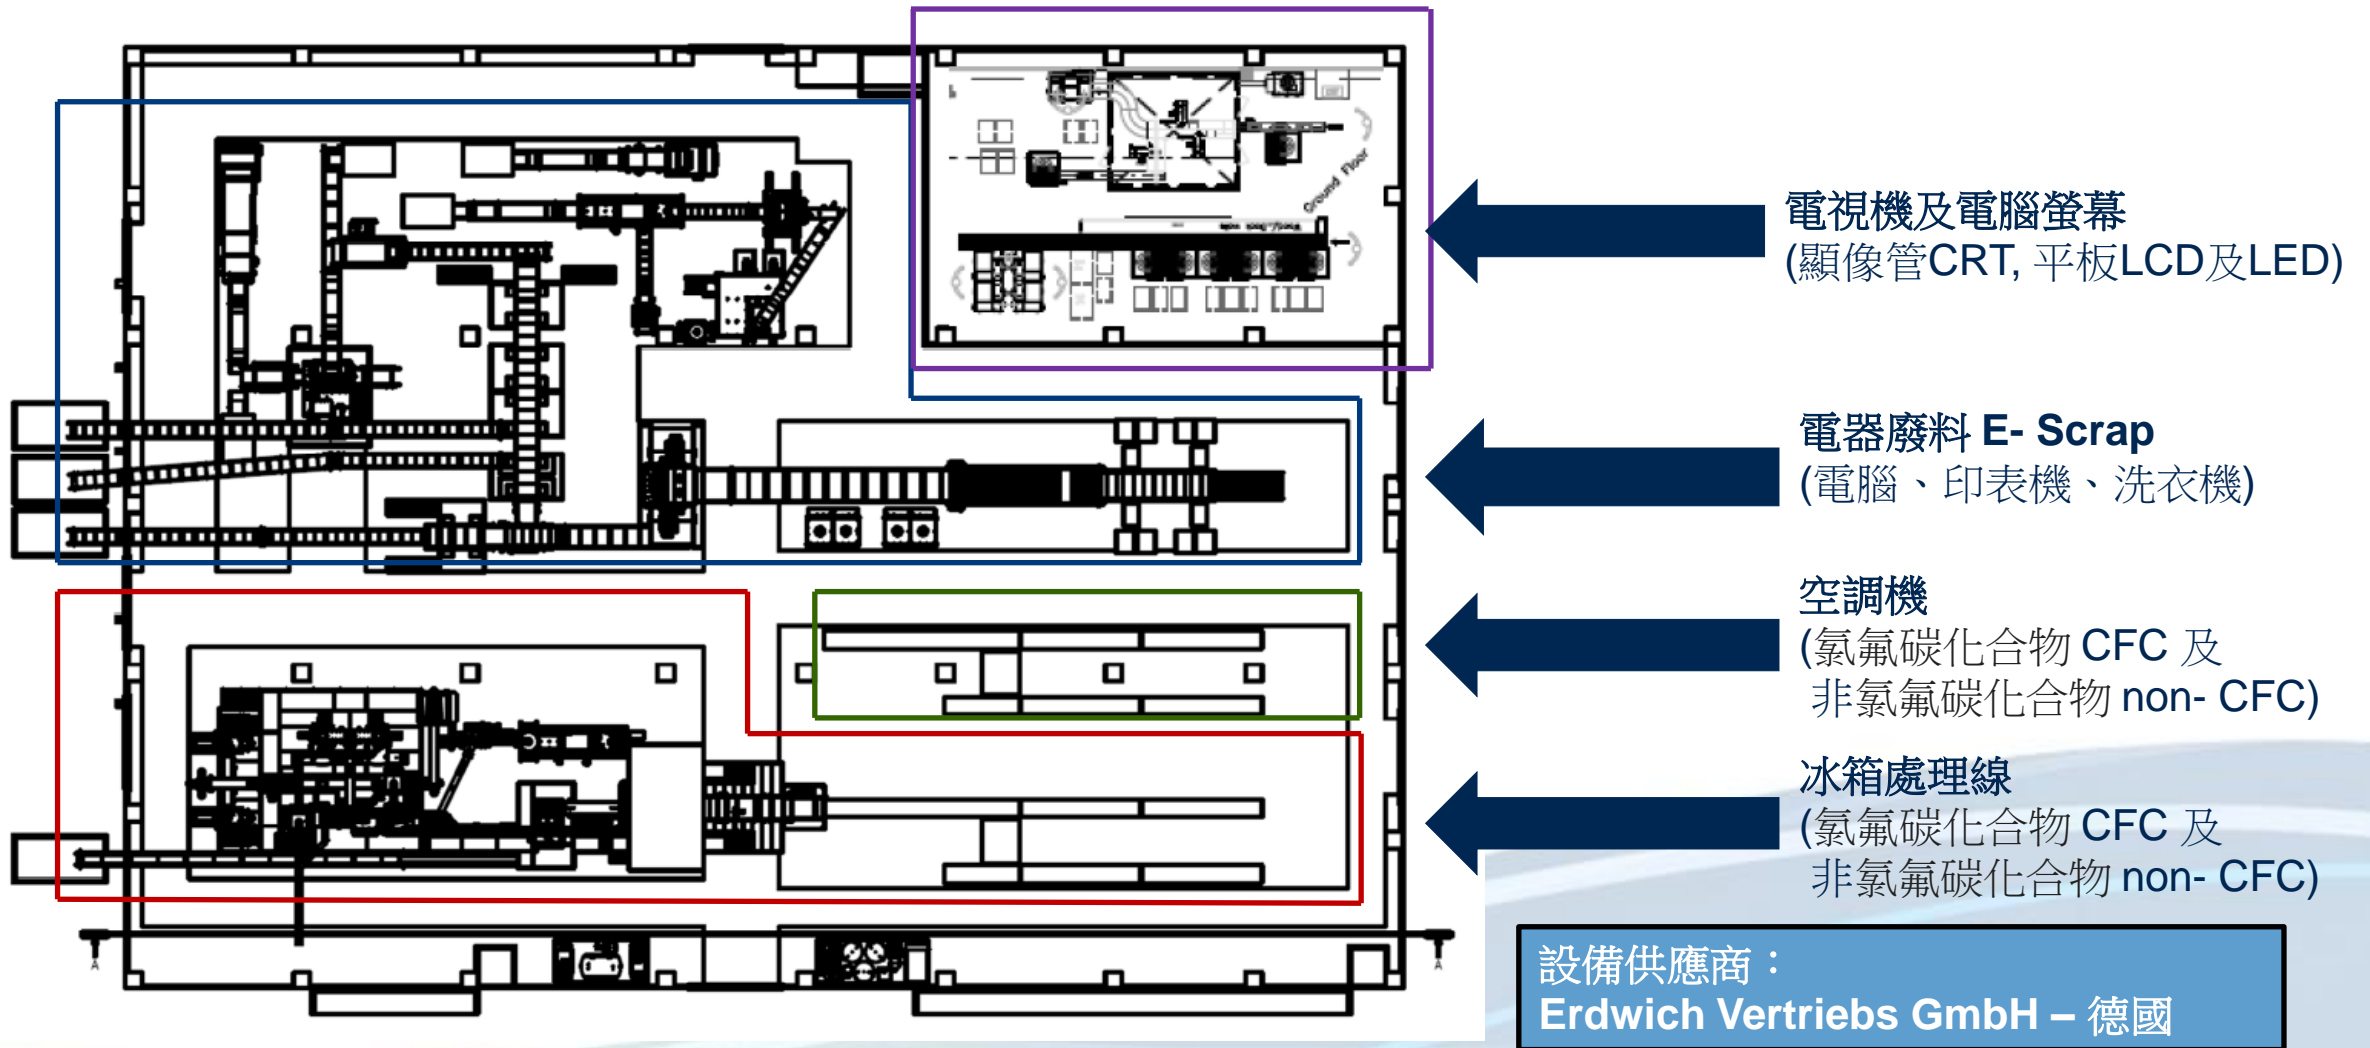 Ground Floor
電視機及電腦螢幕
(顯像管CRT, 平板LCD及LED)
電器廢料 E- Scrap
(電腦、印表機、洗衣機)
空調機
(氯氟碳化合物 CFC 及
非氯氟碳化合物 non- CFC)
冰箱處理線
(氯氟碳化合物 CFC 及
非氯氟碳化合物 non- CFC)
A
A
設備供應商：
Erdwich Vertriebs GmbH – 德國